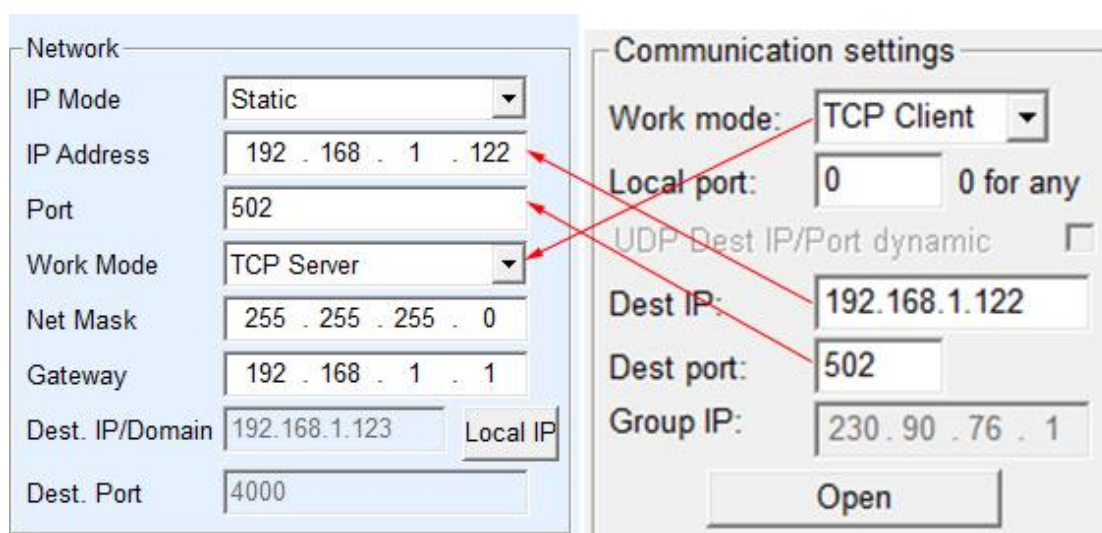 Network
IP Mode Static
IP Address 192 . 168 . 1 . 122
Port 502
Work Mode TCP Server
Net Mask 255 . 255 . 255 . 0
Gateway 192 . 168 . 1 . 1
Dest. IP/Domain 192.168.1.123 Local IP
Dest. Port 4000
Communication settings
Work mode: TCP Client
Local port: 0 0 for any
UDP Dest IP/Port dynamic
Dest IP: 192.168.1.122
Dest port: 502
Group IP: 230 . 90 . 76 . 1
Open